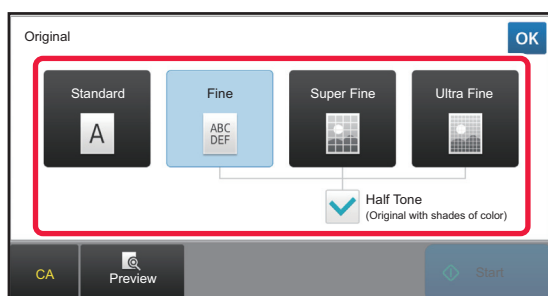 Original
OK
Standard
Fine
Super Fine
Ultra Fine
A
ABC
DEF
Half Tone
(Original with shades of color)
CA
Preview
Start